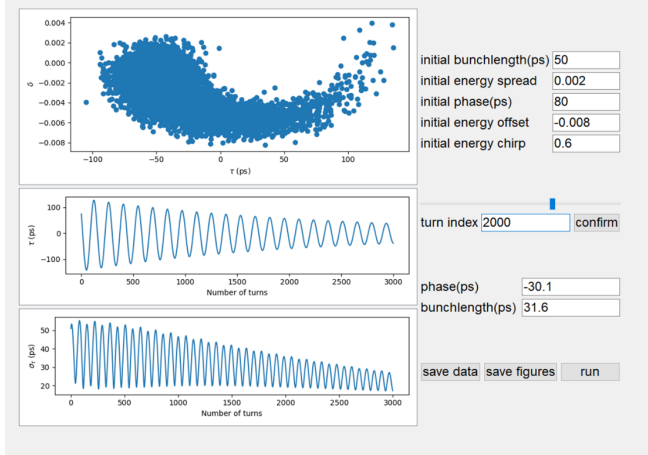 0.004
0.002
0.000
−0.002
−0.004
−0.006
−0.008
δ
−100
−50
0
50
100
τ (ps)
initial bunchlength(ps) 50
initial energy spread 0.002
initial phase(ps) 80
initial energy offset -0.008
initial energy chirp 0.6
100
0
−100
τ (ps)
0
500
1000
1500
2000
2500
3000
Number of turns
turn index 2000 confirm
phase(ps) -30.1
bunchlength(ps) 31.6
50
40
30
20
στ (ps)
0
500
1000
1500
2000
2500
3000
Number of turns
save data save figures run